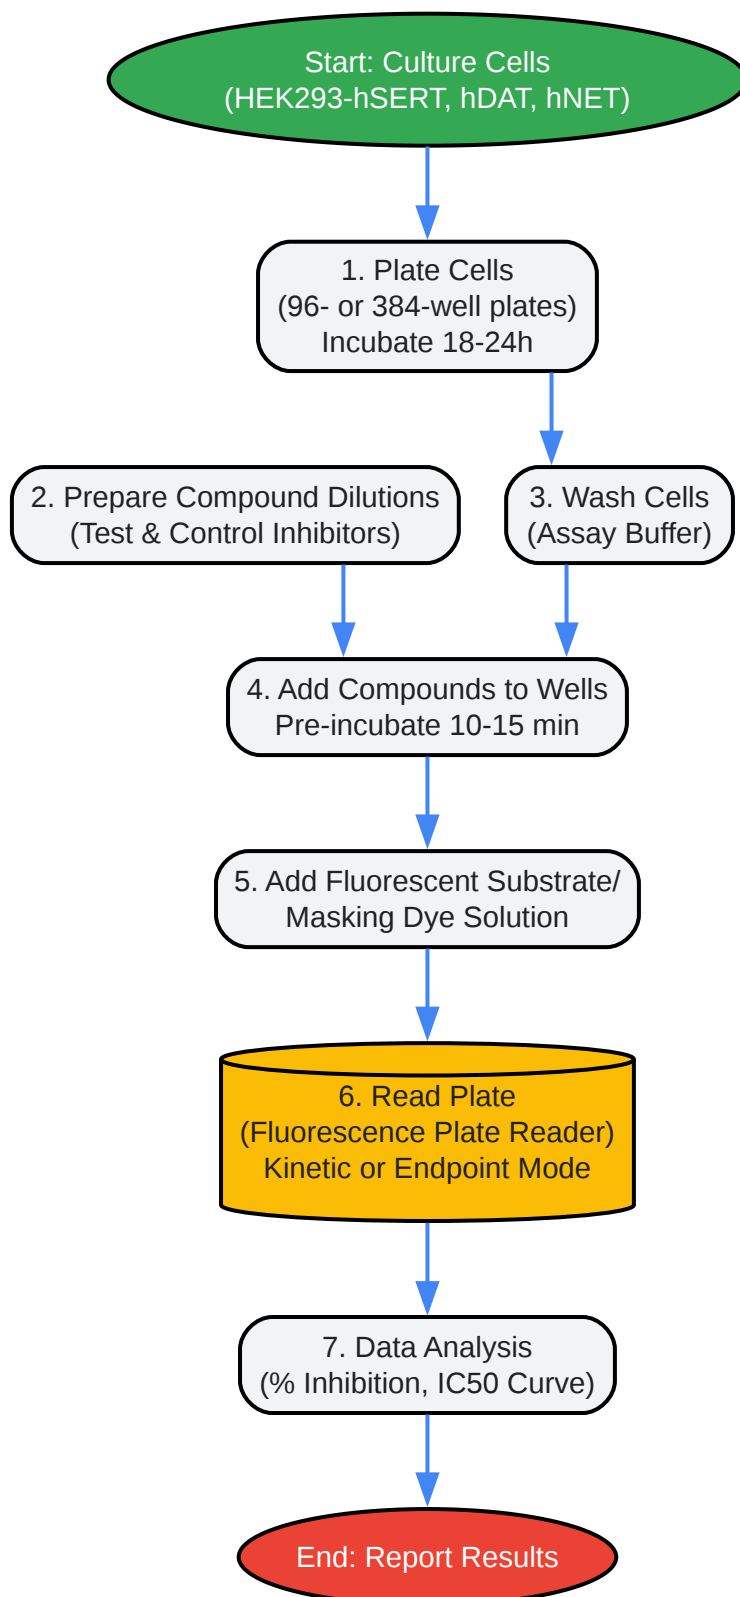 Start: Culture Cells
(HEK293-hSERT, hDAT, hNET)
1. Plate Cells
(96- or 384-well plates)
Incubate 18-24h
2. Prepare Compound Dilutions
(Test & Control Inhibitors)
3. Wash Cells
(Assay Buffer)
4. Add Compounds to Wells
Pre-incubate 10-15 min
5. Add Fluorescent Substrate/
Masking Dye Solution
6. Read Plate
(Fluorescence Plate Reader)
Kinetic or Endpoint Mode
7. Data Analysis
(% Inhibition, IC50 Curve)
End: Report Results